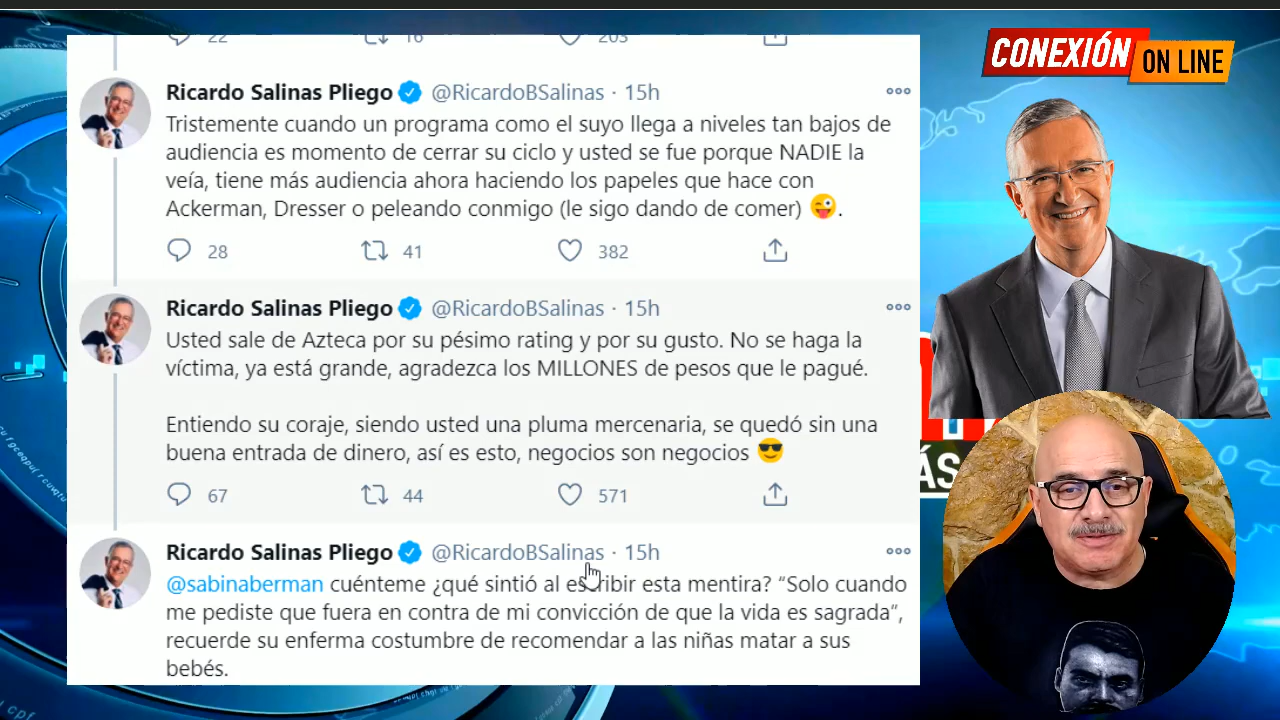 22 16 203
Ricardo Salinas Pliego @RicardoBSalinas · 15h
Tristemente cuando un programa como el suyo llega a niveles tan bajos de
audiencia es momento de cerrar su ciclo y usted se fue porque NADIE la
veía, tiene más audiencia ahora haciendo los papeles que hace con
Ackerman, Dresser o peleando conmigo (le sigo dando de comer) 😜.
28 41 382
Ricardo Salinas Pliego @RicardoBSalinas · 15h
Usted sale de Azteca por su pésimo rating y por su gusto. No se haga la
víctima, ya está grande, agradezca los MILLONES de pesos que le pagué.
Entiendo su coraje, siendo usted una pluma mercenaria, se quedó sin una
buena entrada de dinero, así es esto, negocios son negocios 😎
67 44 571
Ricardo Salinas Pliego @RicardoBSalinas · 15h
@sabinaberman cuénteme ¿qué sintió al escribir esta mentira? “Solo cuando
me pediste que fuera en contra de mi convicción de que la vida es sagrada”,
recuerde su enferma costumbre de recomendar a las niñas matar a sus
bebés.
CONEXIÓN
ON LINE